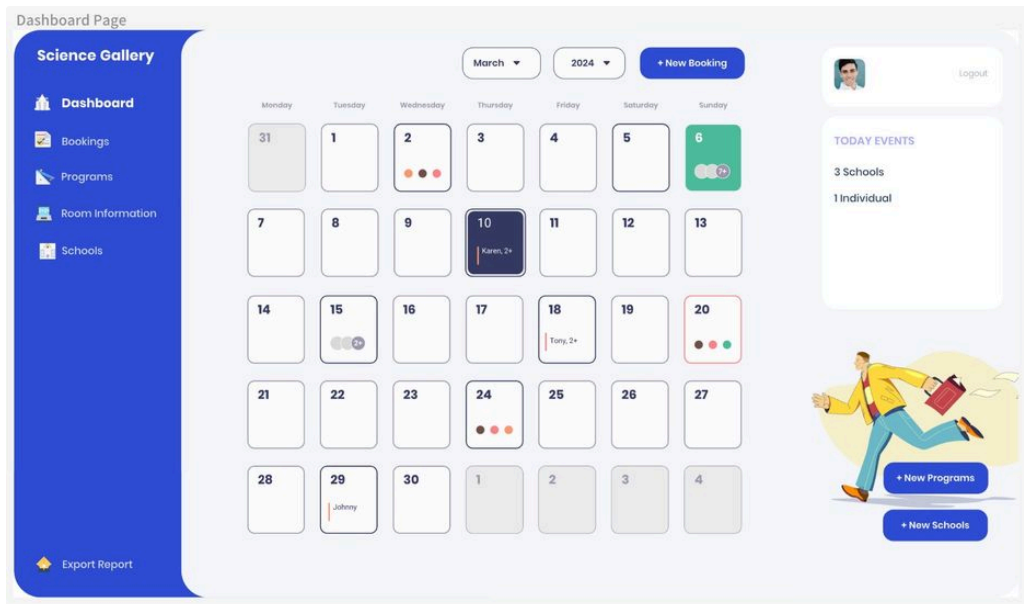 Dashboard Page
Science Gallery
Dashboard
Bookings
Programs
Room Information
Schools
Export Report
March 2024 + New Booking
Monday Tuesday Wednesday Thursday Friday Saturday Sunday
31 1 2 3 4 5 6
7+
7 8 9 10 11 12 13
Karen, 2+
14 15 16 17 18 19 20
2+ Tony, 2+
21 22 23 24 25 26 27
28 29 30 1 2 3 4
Johnny
Logout
TODAY EVENTS
3 Schools
1 Individual
+ New Programs
+ New Schools